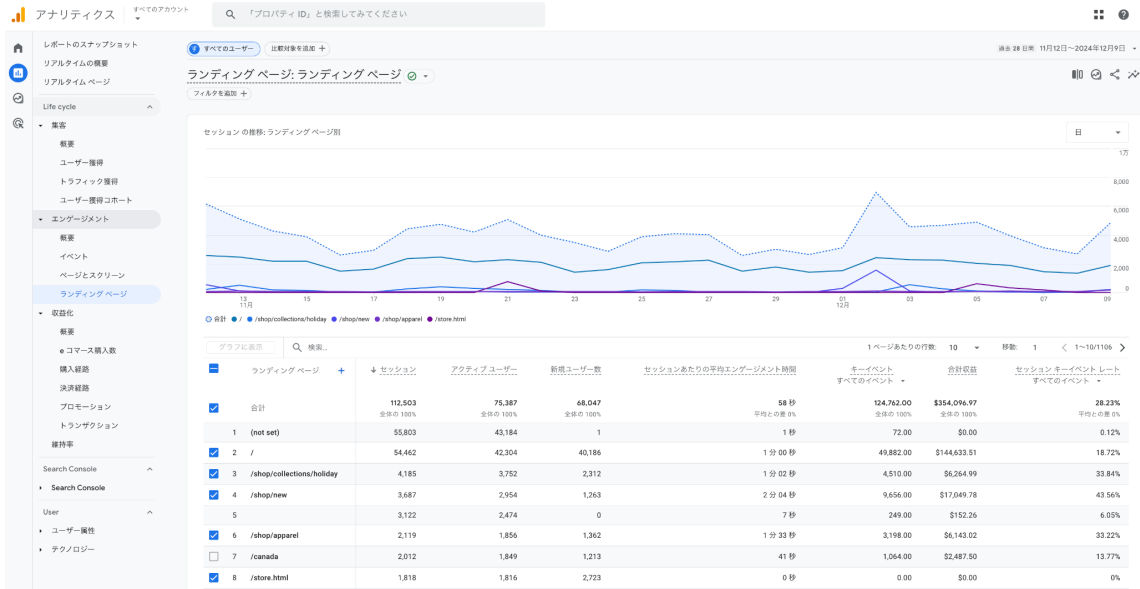 アナリティクス
すべてのアカウント
「プロパティ ID」と検索してみてください
レポートのスナップショット
リアルタイムの概要
リアルタイム ページ
Life cycle
集客
概要
ユーザー獲得
トラフィック獲得
ユーザー獲得コホート
エンゲージメント
概要
イベント
ページとスクリーン
ランディング ページ
収益化
概要
e コマース購入数
購入経路
決済経路
プロモーション
トランザクション
維持率
Search Console
Search Console
User
ユーザー属性
テクノロジー
すべてのユーザー 比較対象を追加 +
過去 28 日間 11月12日～2024年12月9日
ランディング ページ: ランディング ページ
フィルタを追加 +
セッション の推移: ランディング ページ別
日
1万
8,000
6,000
4,000
2,000
0
13 15 17 19 21 23 25 27 29 01 03 05 07 09
11月 12月
合計 / /shop/collections/holiday /shop/new /shop/apparel /store.html
グラフに表示 検索... 1 ページあたりの行数: 10 移動: 1 1～10/1106
ランディング ページ + ↓ セッション アクティブ ユーザー 新規ユーザー数 セッションあたりの平均エンゲージメント時間 キーイベント 合計収益 セッション キーイベント レート
すべてのイベント すべてのイベント
合計 112,503 75,387 68,047 58 秒 124,762.00 $354,096.97 28.23%
全体の 100% 全体の 100% 全体の 100% 平均との差 0% 全体の 100% 全体の 100% 平均との差 0%
1 (not set) 55,803 43,184 1 1 秒 72.00 $0.00 0.12%
2 / 54,462 42,304 40,186 1 分 00 秒 49,882.00 $144,633.51 18.72%
3 /shop/collections/holiday 4,185 3,752 2,312 1 分 02 秒 4,510.00 $6,264.99 33.84%
4 /shop/new 3,687 2,954 1,263 2 分 04 秒 9,656.00 $17,049.78 43.56%
5 3,122 2,474 0 7 秒 249.00 $152.26 6.05%
6 /shop/apparel 2,119 1,856 1,362 1 分 33 秒 3,198.00 $6,143.02 33.22%
7 /canada 2,012 1,849 1,213 41 秒 1,064.00 $2,487.50 13.77%
8 /store.html 1,818 1,816 2,723 0 秒 0.00 $0.00 0%